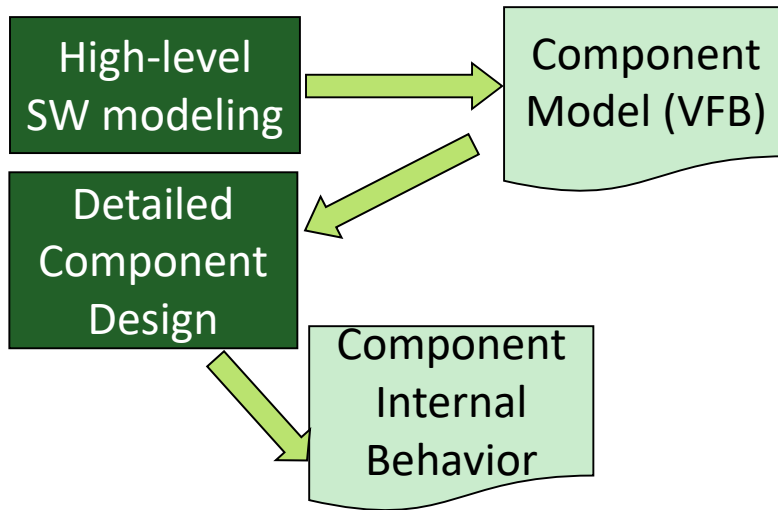 High-level
SW modeling
Component
Model (VFB)
Detailed
Component
Design
Component
Internal
Behavior